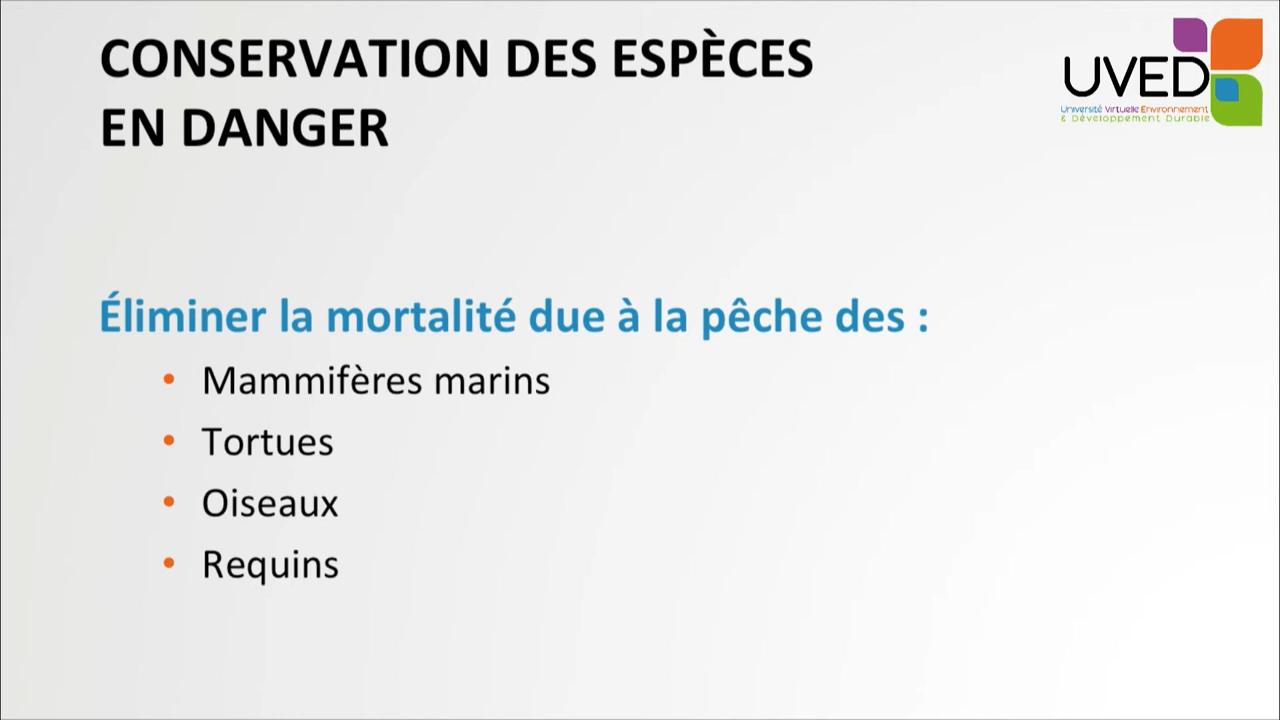 CONSERVATION DES ESPÈCES
EN DANGER
UVED
Université Virtuelle Environnement
& Développement Durable
Éliminer la mortalité due à la pêche des :
• Mammifères marins
• Tortues
• Oiseaux
• Requins